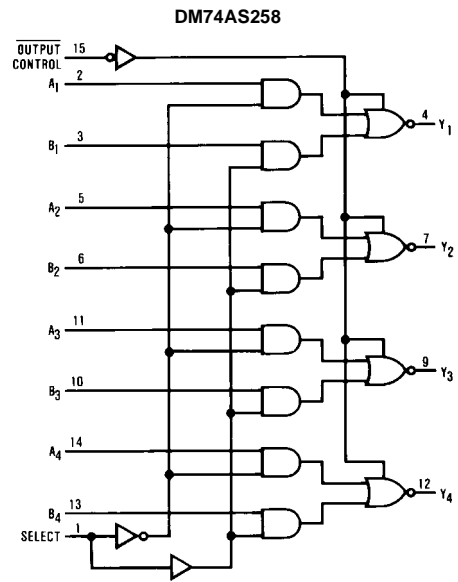 DM74AS258
OUTPUT CONTROL 15
A1 2
4 Y1
B1 3
A2 5
7 Y2
B2 6
A3 11
9 Y3
B3 10
A4 14
12 Y4
B4 13
SELECT 1